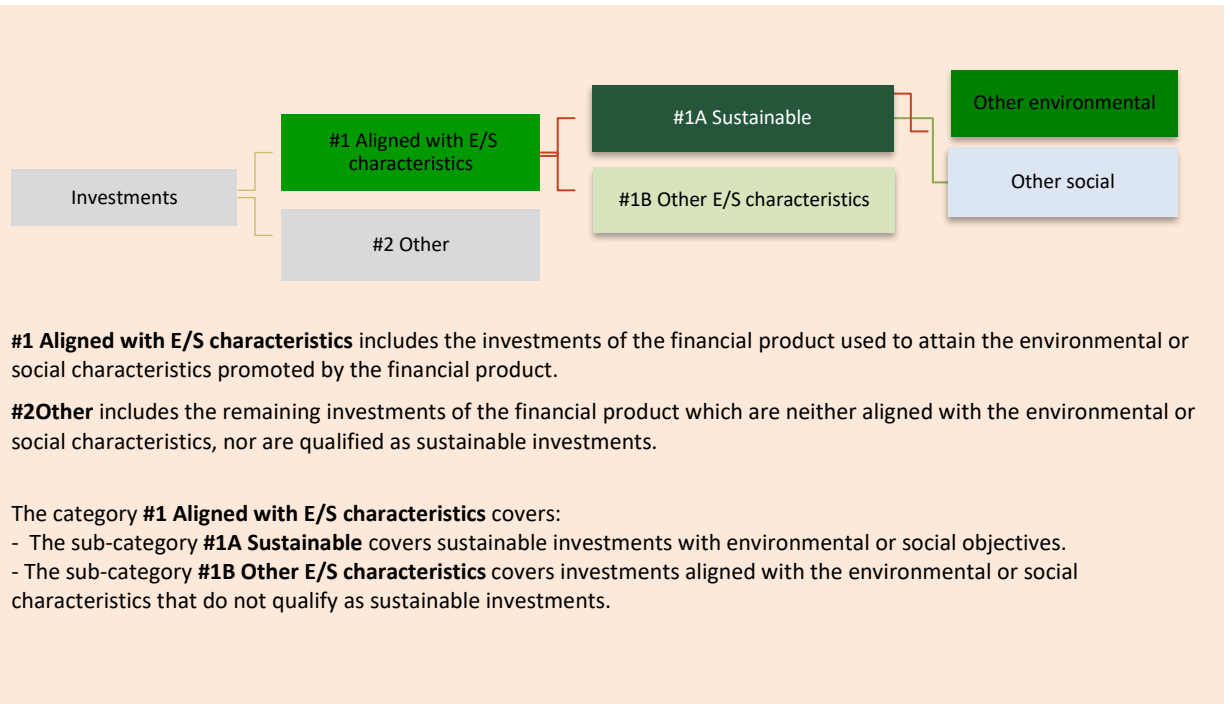 Investments
#1 Aligned with E/S
characteristics
#2 Other
#1A Sustainable
#1B Other E/S characteristics
Other environmental
Other social
#1 Aligned with E/S characteristics includes the investments of the financial product used to attain the environmental or
social characteristics promoted by the financial product.
#2Other includes the remaining investments of the financial product which are neither aligned with the environmental or
social characteristics, nor are qualified as sustainable investments.
The category #1 Aligned with E/S characteristics covers:
- The sub-category #1A Sustainable covers sustainable investments with environmental or social objectives.
- The sub-category #1B Other E/S characteristics covers investments aligned with the environmental or social
characteristics that do not qualify as sustainable investments.